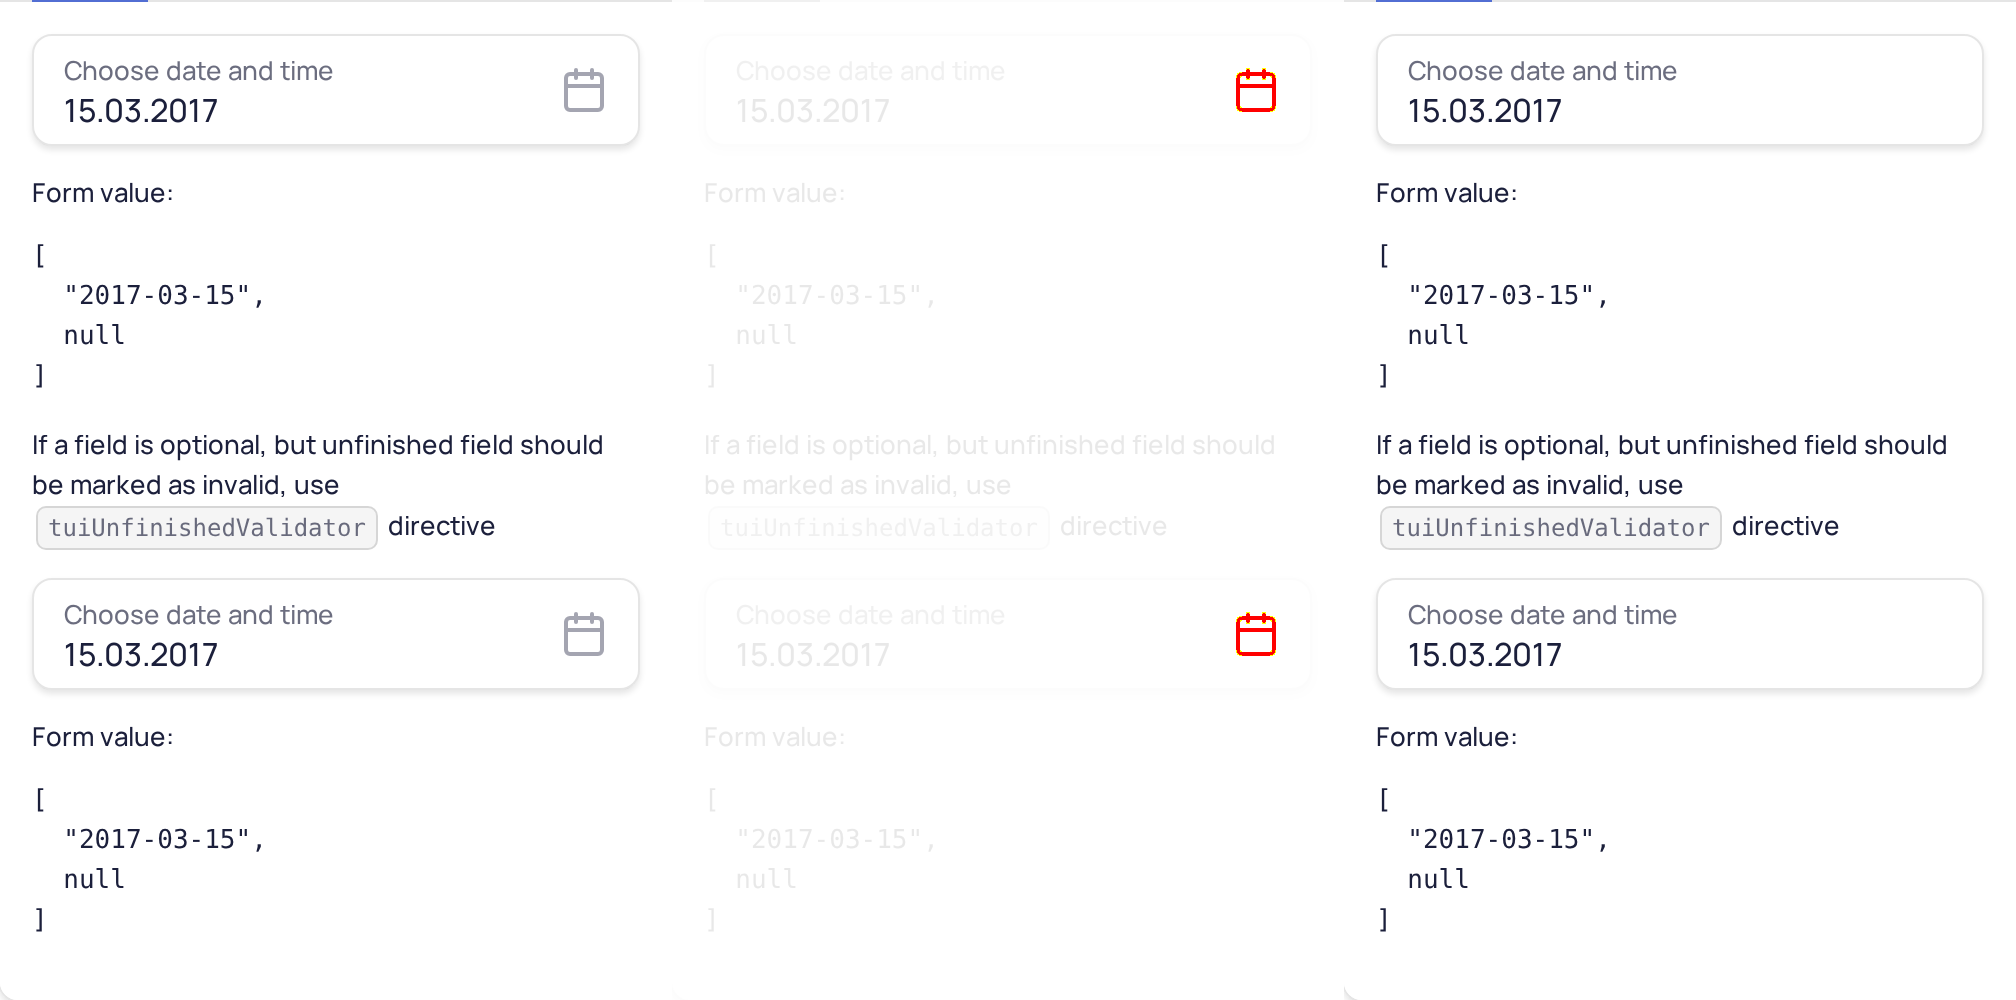 Choose date and time
15.03.2017
Form value:
[
"2017-03-15",
null
]
If a field is optional, but unfinished field should
be marked as invalid, use
tuiUnfinishedValidator directive
Choose date and time
15.03.2017
Form value:
[
"2017-03-15",
null
]
Choose date and time
15.03.2017
Form value:
[
"2017-03-15",
null
]
If a field is optional, but unfinished field should
be marked as invalid, use
tuiUnfinishedValidator directive
Choose date and time
15.03.2017
Form value:
[
"2017-03-15",
null
]
Choose date and time
15.03.2017
Form value:
[
"2017-03-15",
null
]
If a field is optional, but unfinished field should
be marked as invalid, use
tuiUnfinishedValidator directive
Choose date and time
15.03.2017
Form value:
[
"2017-03-15",
null
]